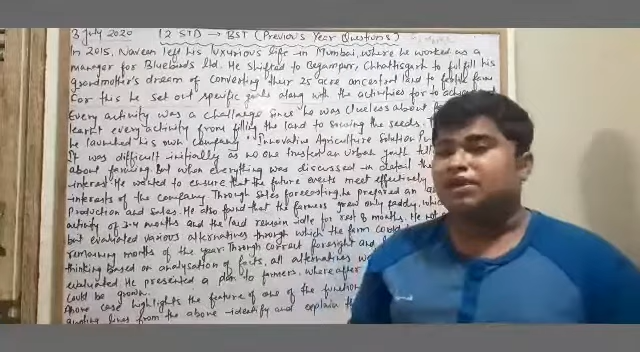 3 July 2020 12 STD → BST (Previous Year Questions)
In 2015, Naveen left his luxurious life in Mumbai, where he worked as a
manager for Bluebirds ltd. He shifted to Begampur, Chhattisgarh to fulfill his
grandmother's dream of converting their 25 acre ancestral land to fertile farm
For this he set out specific goals along with the activities for to
Every activity was a challenge since he was clueless about
learnt every activity from filling the land to sowing the seeds. T
he launched his own company "Innovative Agriculture Solution P
It was difficult initially as no one trusted an urban youth
about farming. But when everything was discussed in detail the
interest. He wanted to ensure that the future events meet effectively
interests of the company. Through sales forecasting, he prepared an
Production and sales. He also found that the farmers grew only paddy, which
activity of 3-4 months and the land remain idle for rest 8 months. He not
but evaluated various alternatives through which the farm could
remaining months of the year. Through correct foresight and
thinking based on analysation of facts, all alternatives w
evaluated. He presented a plan to farmers, where after
could be grown.
Above case highlights the feature of one of the function
quoting lines from the above identify and explain th